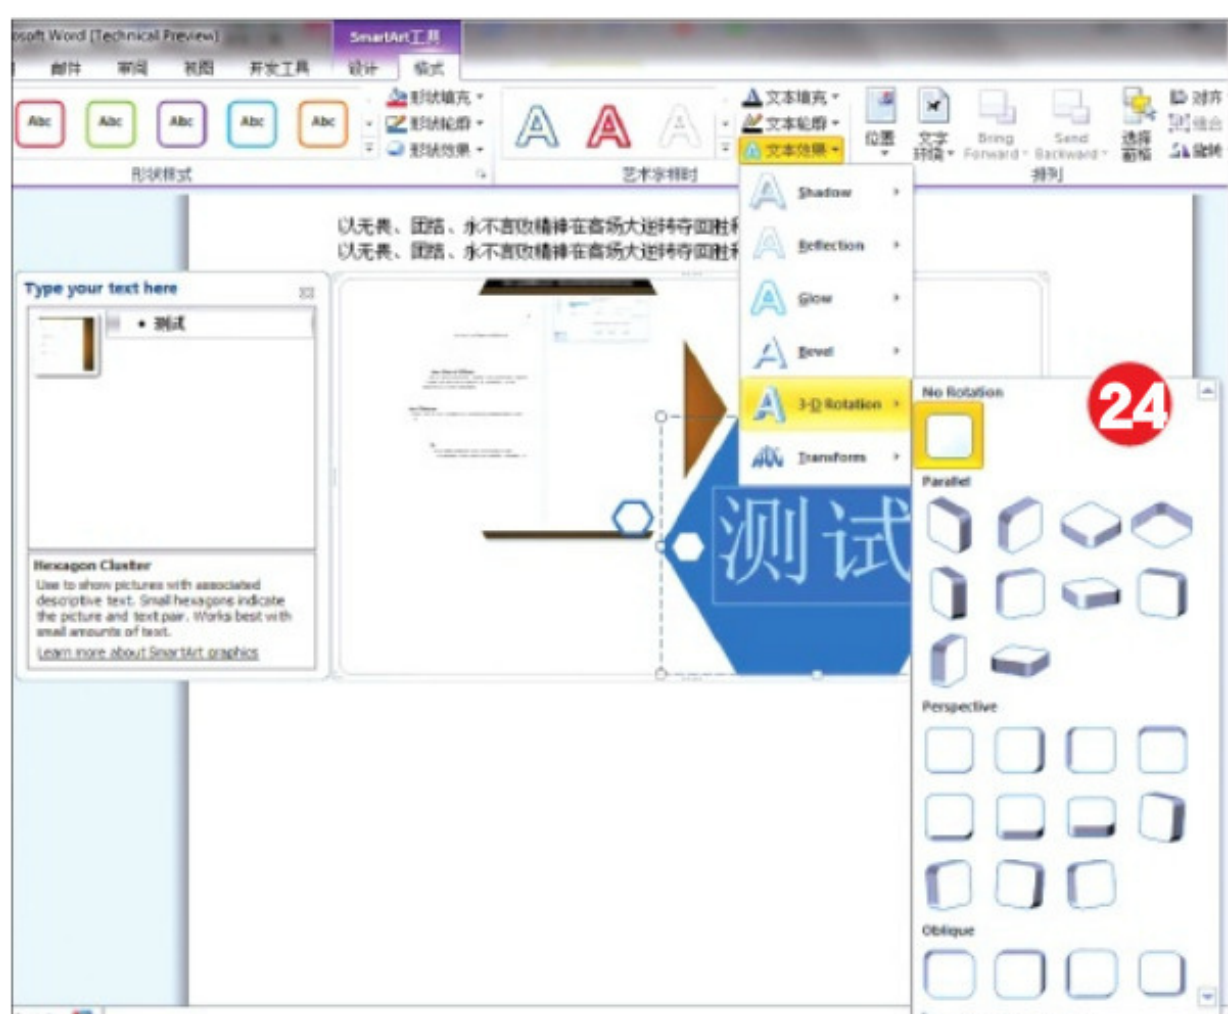 osoft Word [Technical Preview]
SmartArt工具
邮件 审阅 视图 开发工具 设计 格式
Abc Abc Abc Abc Abc
形状填充
形状轮廓
形状效果
形状样式
文本填充
文本轮廓
文本效果
位置
文字
环绕
Bring
Forward
Send
Backward
选择
窗格
对齐
组合
旋转
排列
以无畏、团结、永不言败精神在商场大逆转夺回胜利
以无畏、团结、永不言败精神在商场大逆转夺回胜利
Type your text here
• 测试
Hexagon Cluster
Use to show pictures with associated
descriptive text. Small hexagons indicate
the picture and text pair. Works best with
small amounts of text.
Learn more about SmartArt graphics
测试
Shadow
Reflection
Glow
Bevel
3-D Rotation
Transform
24
No Rotation
Parallel
Perspective
Oblique